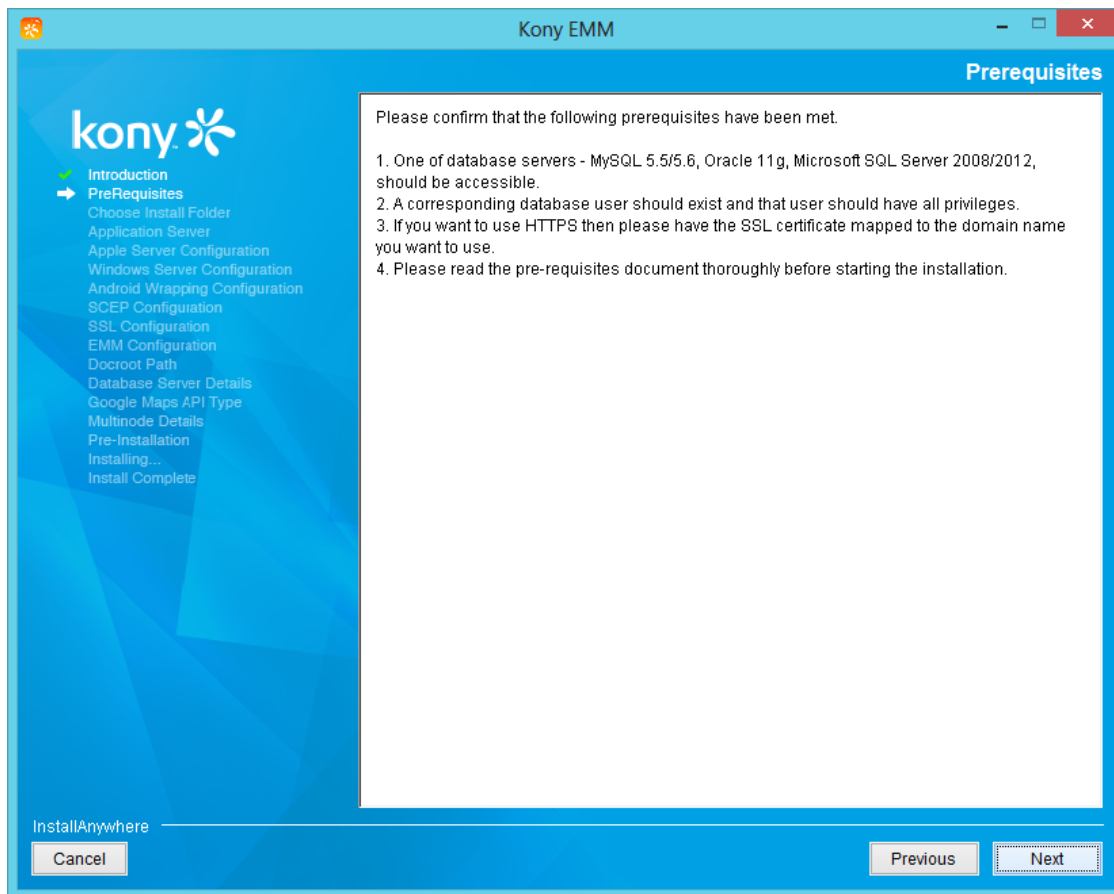 Kony EMM
Prerequisites
kony
Introduction
PreRequisites
Choose Install Folder
Application Server
Apple Server Configuration
Windows Server Configuration
Android Wrapping Configuration
SCEP Configuration
SSL Configuration
EMM Configuration
Docroot Path
Database Server Details
Google Maps API Type
Multinode Details
Pre-Installation
Installing...
Install Complete
Please confirm that the following prerequisites have been met.
1. One of database servers - MySQL 5.5/5.6, Oracle 11g, Microsoft SQL Server 2008/2012,
should be accessible.
2. A corresponding database user should exist and that user should have all privileges.
3. If you want to use HTTPS then please have the SSL certificate mapped to the domain name
you want to use.
4. Please read the pre-requisites document thoroughly before starting the installation.
InstallAnywhere
Cancel
Previous
Next